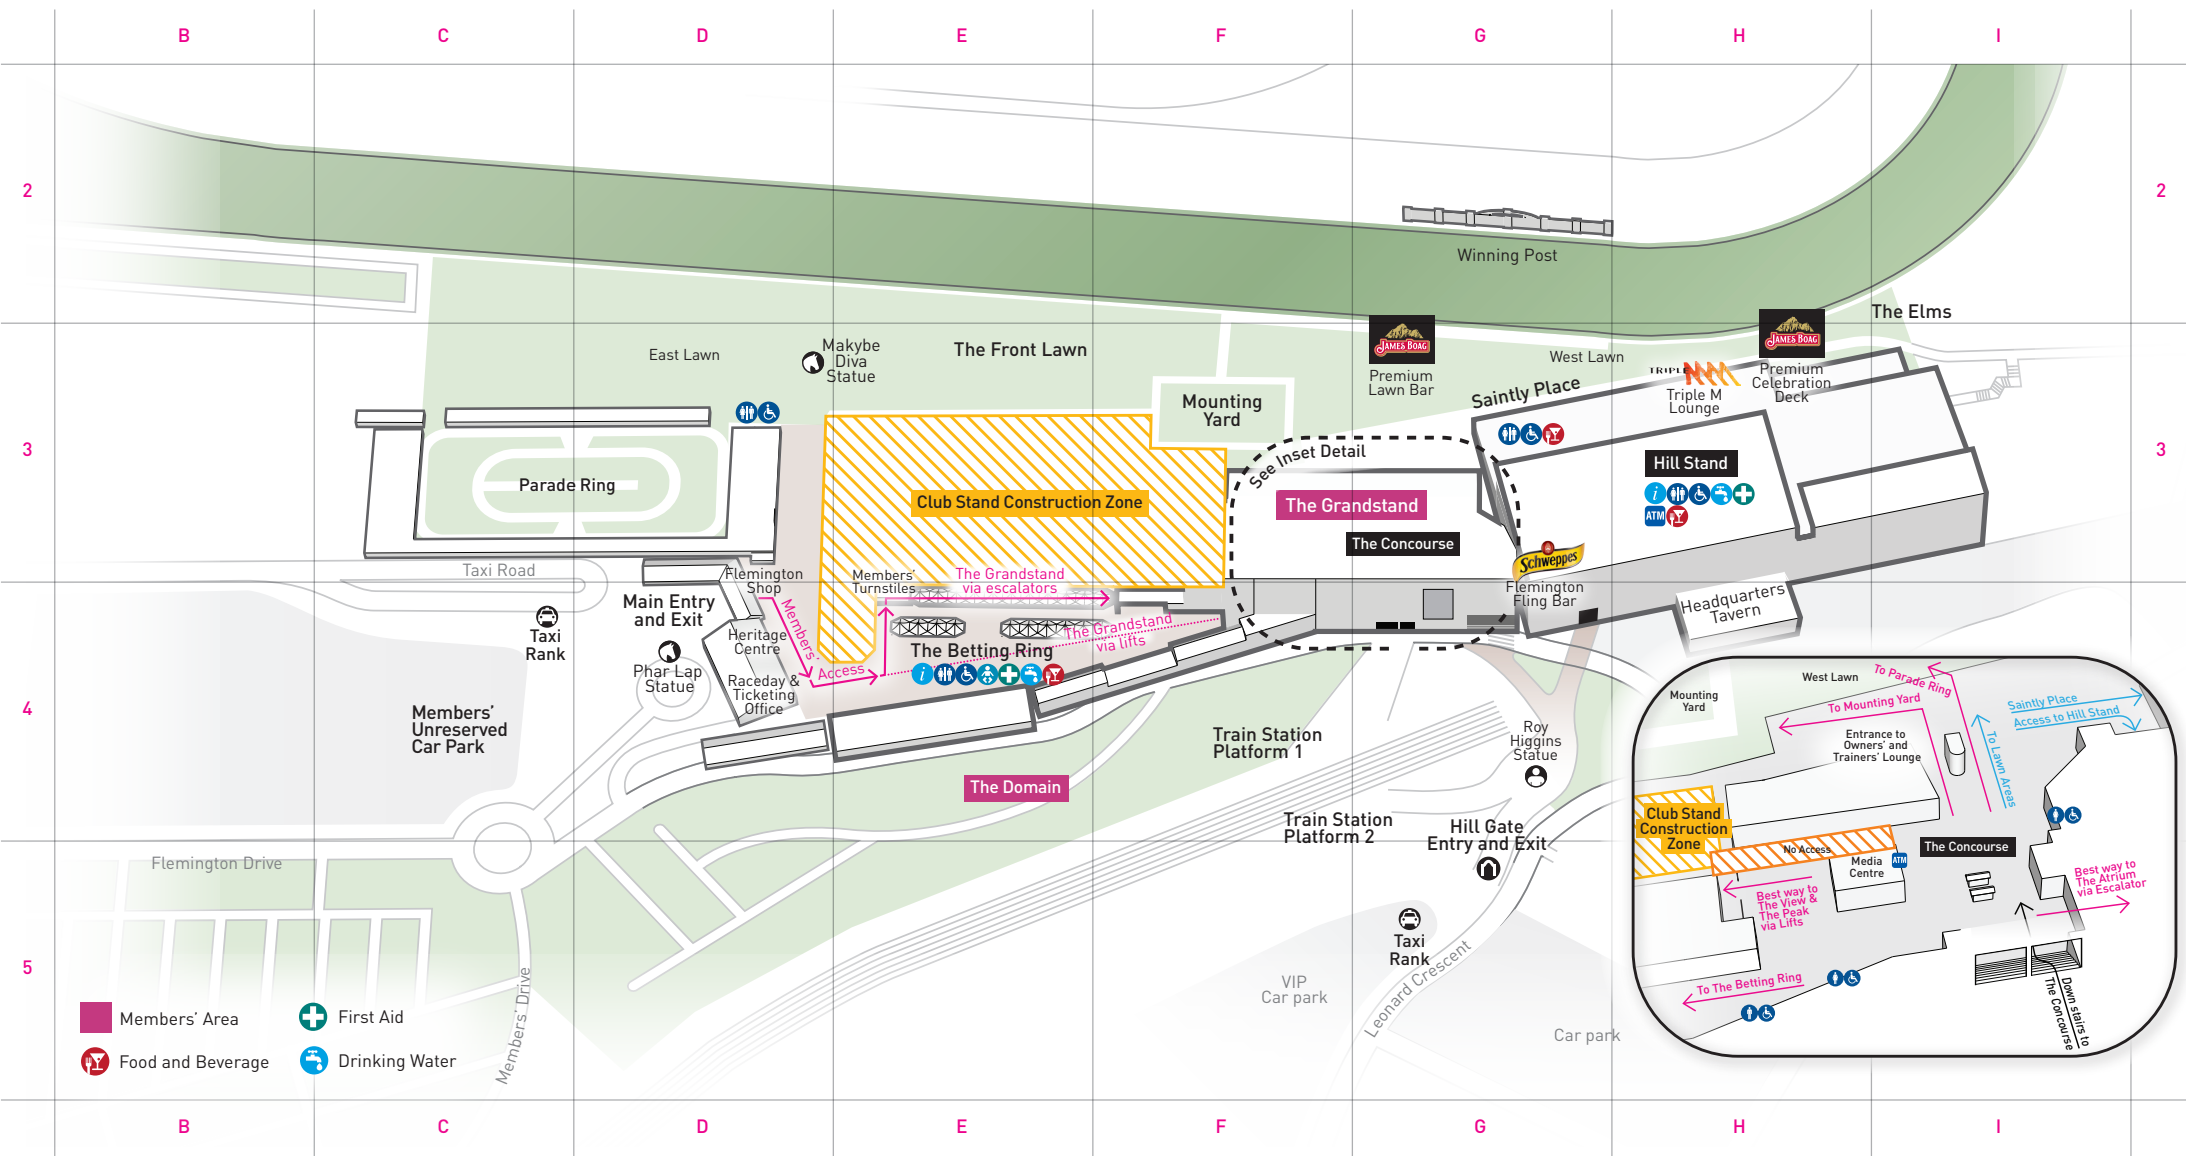 B
C
D
E
F
G
H
I
2
2
Winning Post
The Elms
East Lawn
Makybe
Diva
Statue
The Front Lawn
JAMES BOAG
Premium
Lawn Bar
West Lawn
JAMES BOAG
Premium
Celebration
Deck
TRIPLE
Triple M
Lounge
Saintly Place
Mounting
Yard
3
3
See Inset Detail
Hill Stand
i
ATM
Parade Ring
Club Stand Construction Zone
The Grandstand
The Concourse
Schweppes
Flemington
Fling Bar
Taxi Road
Flemington
Shop
Members'
Turnstiles
The Grandstand
via escalators
Headquarters
Tavern
Main Entry
and Exit
Taxi
Rank
Heritage
Centre
Members'
Access
The Grandstand
via lifts
The Betting Ring
i
Phar Lap
Statue
Raceday &
Ticketing
Office
4
Members'
Unreserved
Car Park
Train Station
Platform 1
Roy
Higgins
Statue
The Domain
Train Station
Platform 2
Hill Gate
Entry and Exit
Flemington Drive
Taxi
Rank
Leonard Crescent
VIP
Car park
Car park
5
Members' Drive
Members' Area
First Aid
Food and Beverage
Drinking Water
Mounting
Yard
West Lawn
To Parade Ring
To Mounting Yard
Saintly Place
Access to Hill Stand
Entrance to
Owners' and
Trainers' Lounge
To Lawn Areas
Club Stand
Construction
Zone
No Access
Media
Centre
ATM
The Concourse
Best way to
The Atrium
via Escalator
Best way to
The View &
The Peak
via Lifts
To The Betting Ring
Down stairs to
The Concourse
B
C
D
E
F
G
H
I